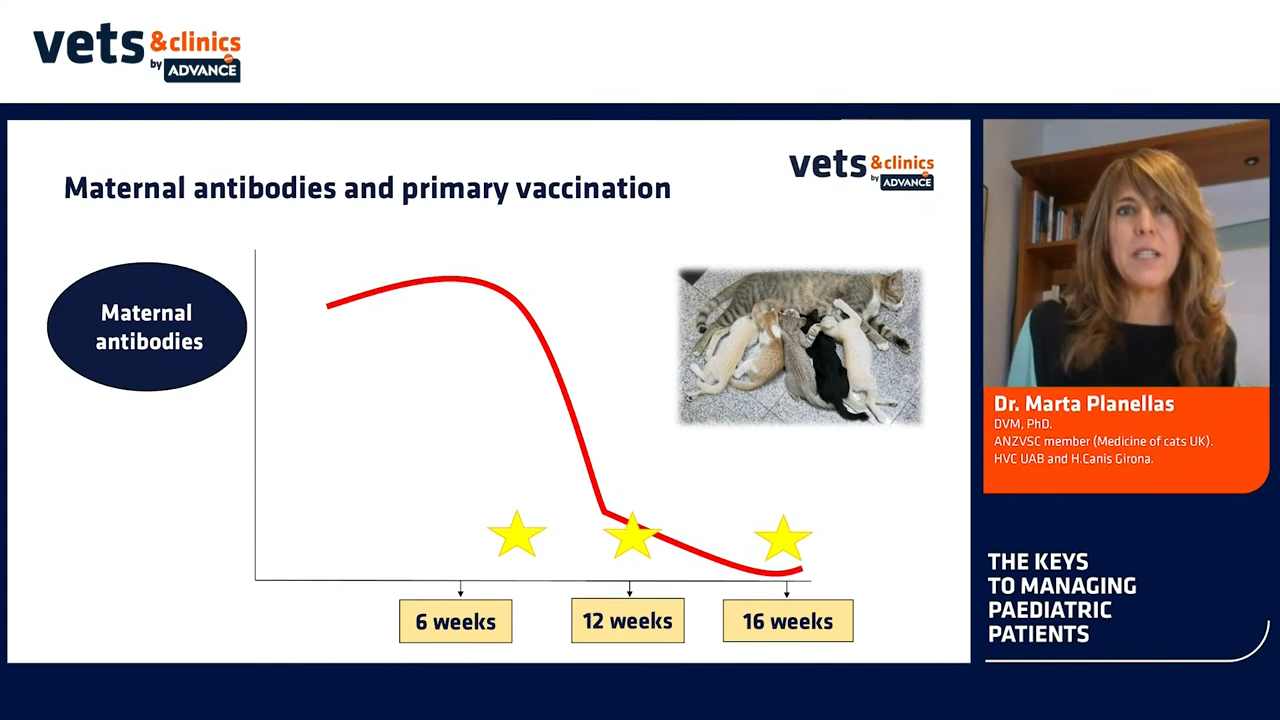 vets &clinics
by ADVANCE
vets &clinics
by ADVANCE
Maternal antibodies and primary vaccination
Maternal
antibodies
6 weeks
12 weeks
16 weeks
Dr. Marta Planellas
DVM, PhD.
ANZVSC member (Medicine of cats UK).
HVC UAB and H.Canis Girona.
THE KEYS
TO MANAGING
PAEDIATRIC
PATIENTS